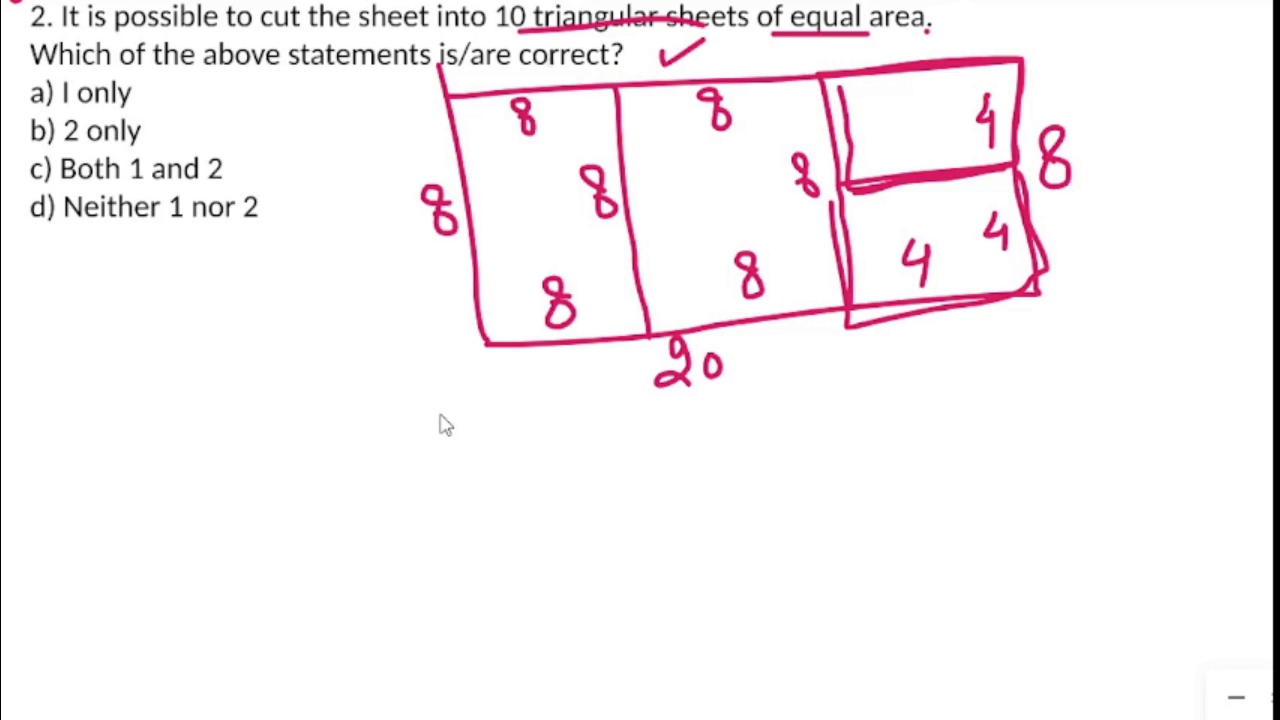 2. It is possible to cut the sheet into 10 triangular sheets of equal area.
Which of the above statements is/are correct?
a) I only
8 8 4
b) 2 only
8 8 8 8
c) Both 1 and 2
d) Neither 1 nor 2
4 4
8 8
20